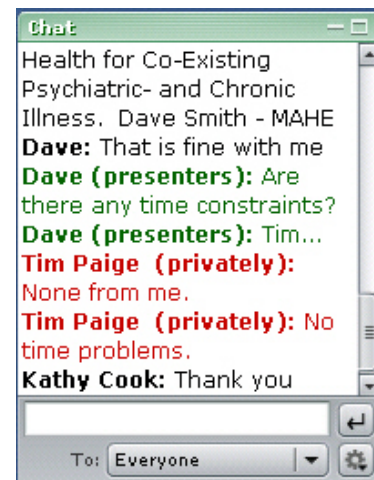 Chat
Health for Co-Existing
Psychiatric- and Chronic
Illness.  Dave Smith - MAHE
Dave: That is fine with me
Dave (presenters): Are
there any time constraints?
Dave (presenters): Tim...
Tim Paige  (privately):
None from me.
Tim Paige  (privately): No
time problems.
Kathy Cook: Thank you
To: Everyone